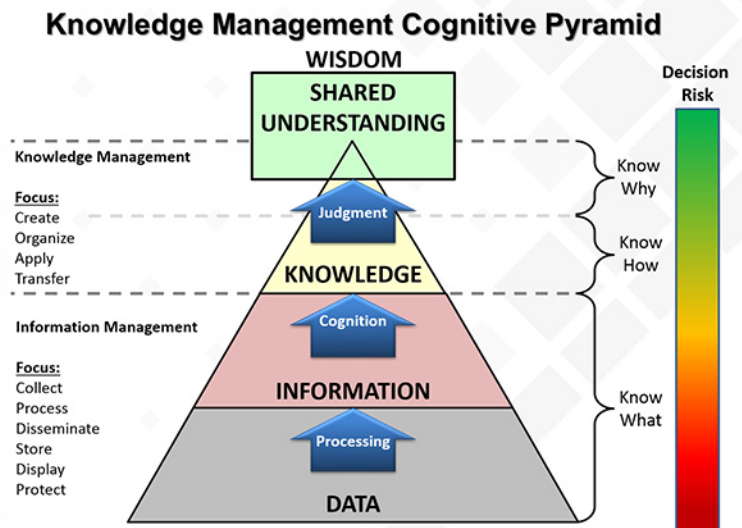 Knowledge Management Cognitive Pyramid
WISDOM
SHARED
UNDERSTANDING
Decision
Risk
Knowledge Management
Focus:
Create
Organize
Apply
Transfer
Judgment
KNOWLEDGE
Know
Why
Know
How
Information Management
Focus:
Collect
Process
Disseminate
Store
Display
Protect
Cognition
INFORMATION
Processing
DATA
Know
What